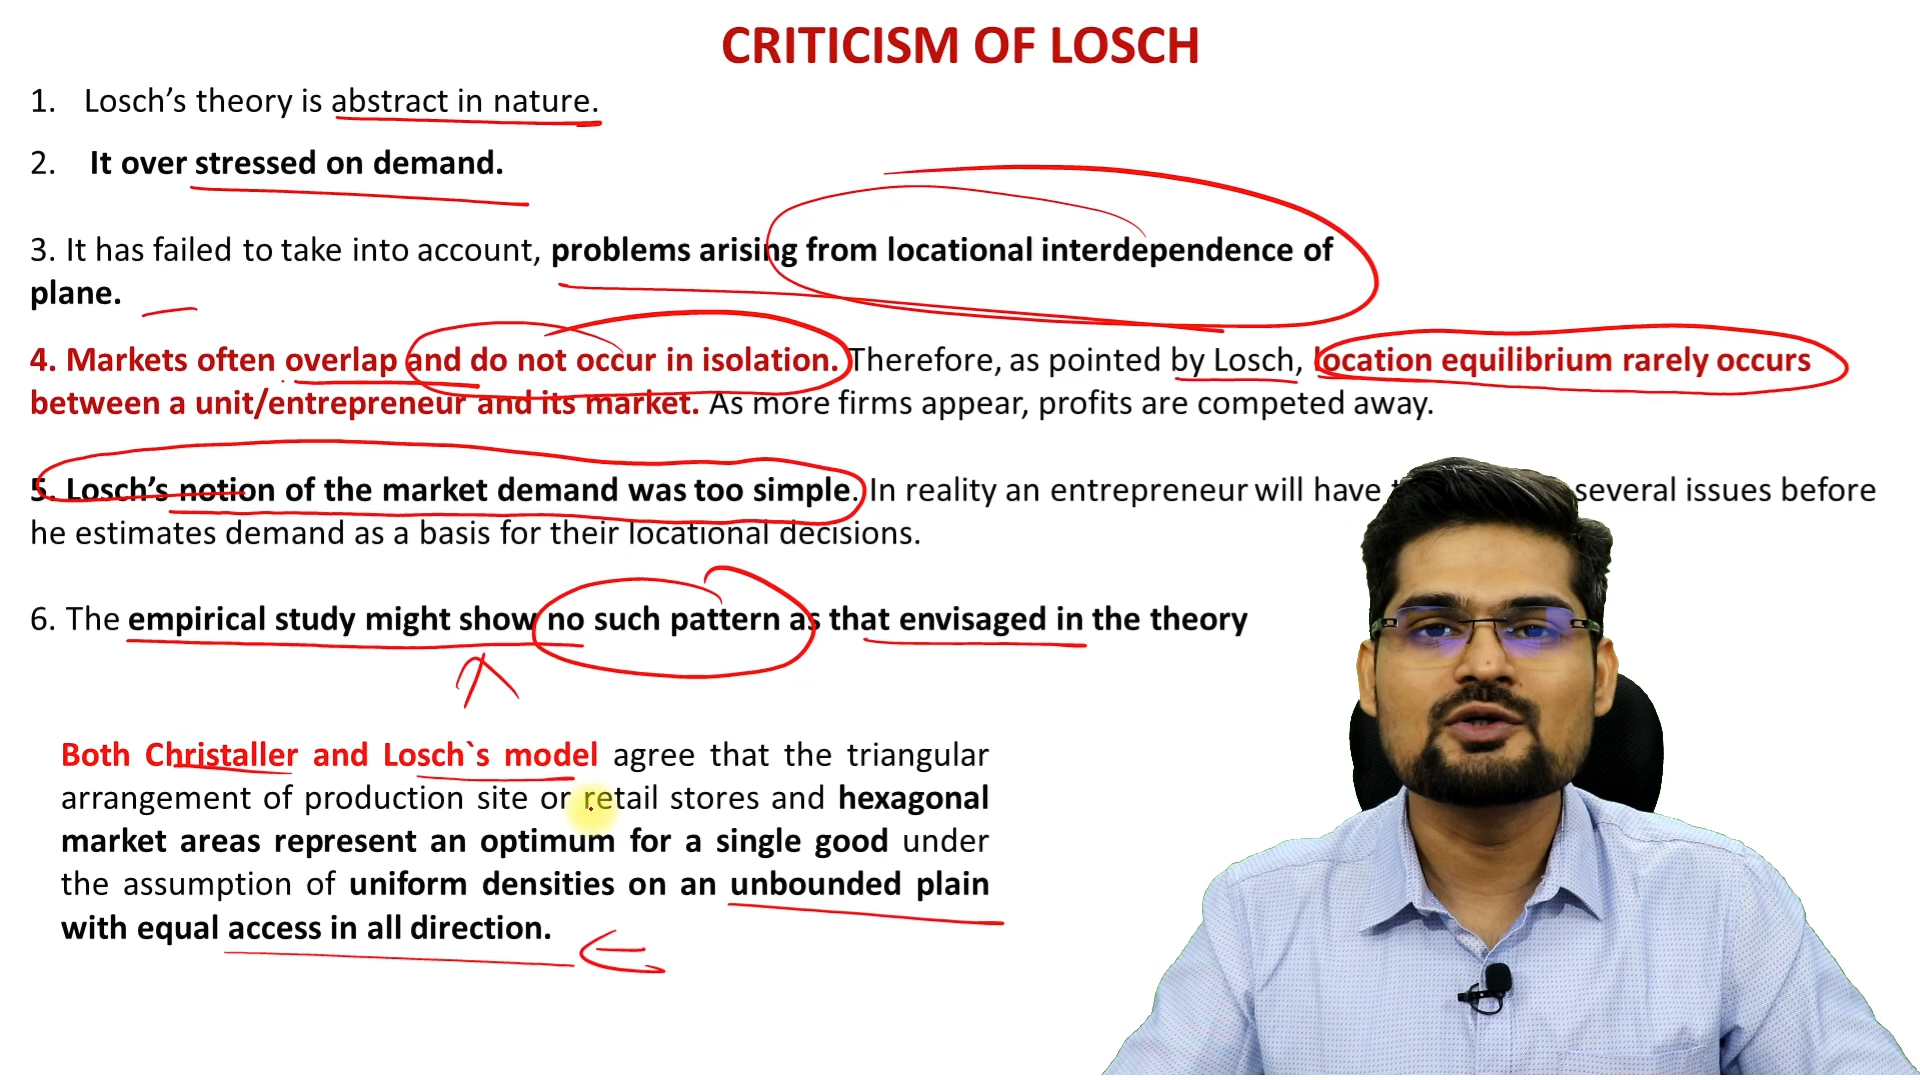 CRITICISM OF LOSCH
1. Losch’s theory is abstract in nature.
2. It over stressed on demand.
3. It has failed to take into account, problems arising from locational interdependence of
plane.
4. Markets often overlap and do not occur in isolation. Therefore, as pointed by Losch, location equilibrium rarely occurs
between a unit/entrepreneur and its market. As more firms appear, profits are competed away.
5. Losch’s notion of the market demand was too simple. In reality an entrepreneur will have several issues before
he estimates demand as a basis for their locational decisions.
6. The empirical study might show no such pattern as that envisaged in the theory
Both Christaller and Losch`s model agree that the triangular
arrangement of production site or retail stores and hexagonal
market areas represent an optimum for a single good under
the assumption of uniform densities on an unbounded plain
with equal access in all direction.